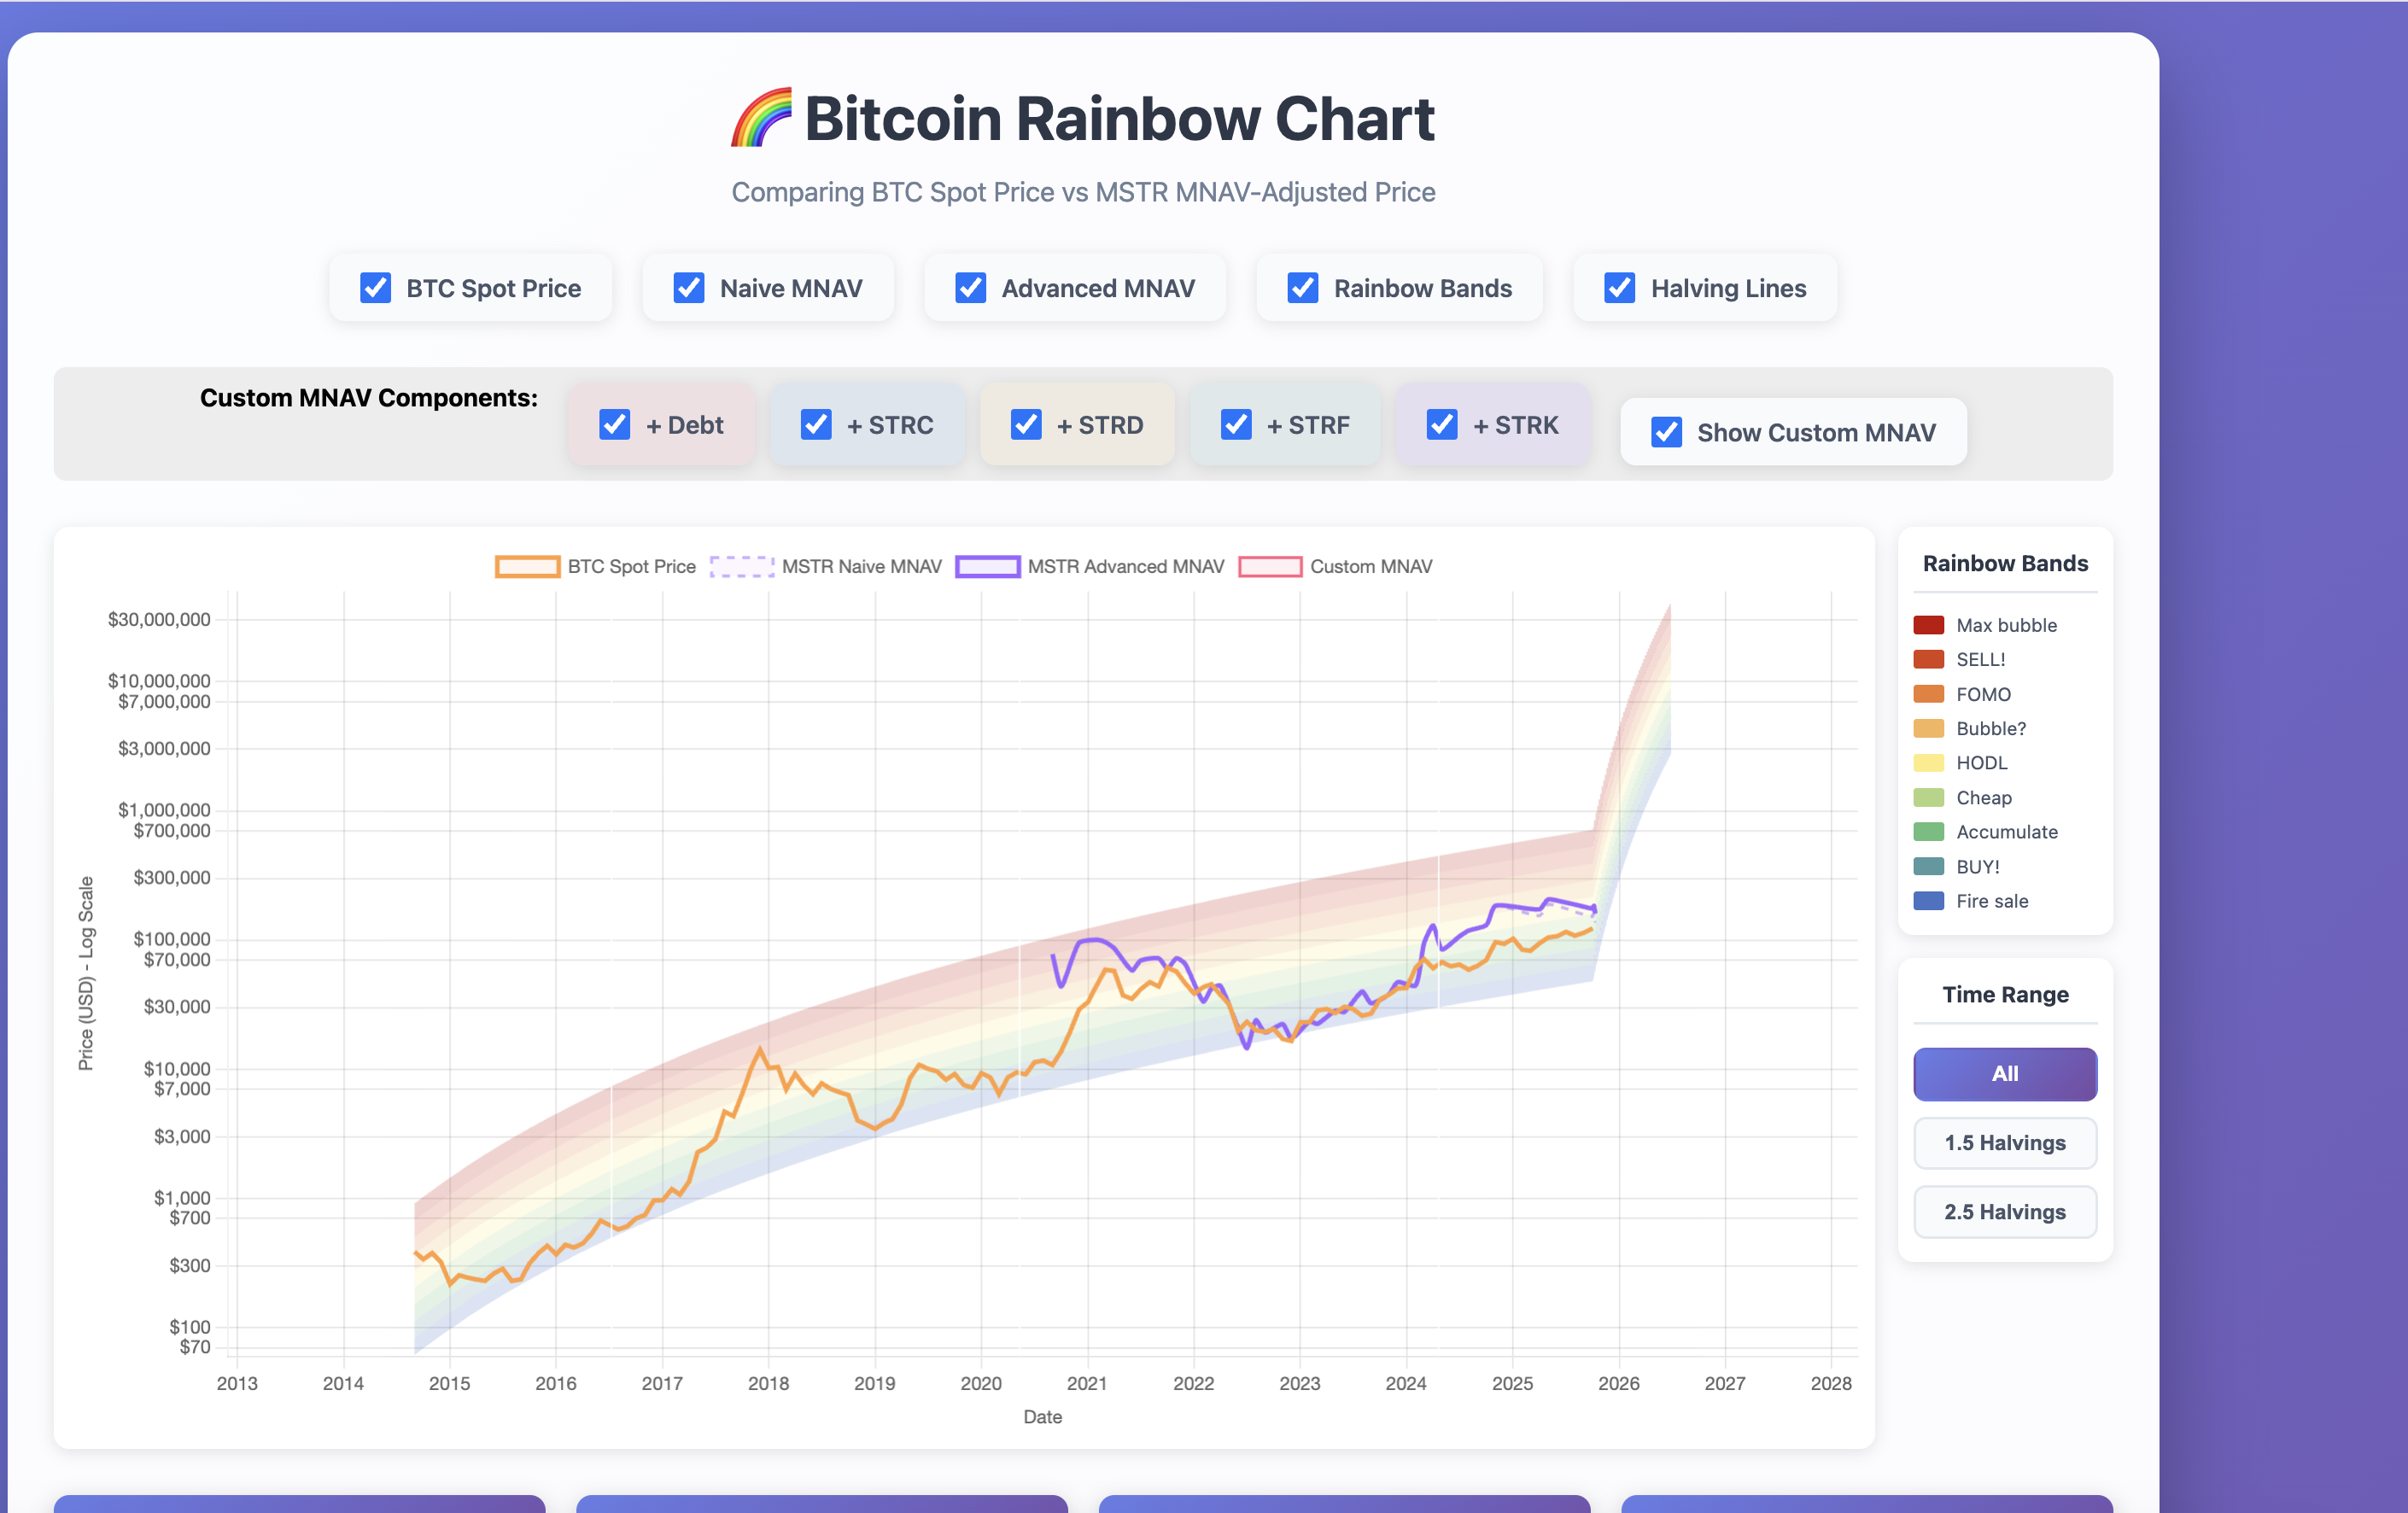 🌈 Bitcoin Rainbow Chart
Comparing BTC Spot Price vs MSTR MNAV-Adjusted Price
BTC Spot Price
Naive MNAV
Advanced MNAV
Rainbow Bands
Halving Lines
Custom MNAV Components:
+ Debt
+ STRC
+ STRD
+ STRF
+ STRK
Show Custom MNAV
BTC Spot Price
MSTR Naive MNAV
MSTR Advanced MNAV
Custom MNAV
Price (USD) - Log Scale
$30,000,000
$10,000,000
$7,000,000
$3,000,000
$1,000,000
$700,000
$300,000
$100,000
$70,000
$30,000
$10,000
$7,000
$3,000
$1,000
$700
$300
$100
$70
2013
2014
2015
2016
2017
2018
2019
2020
2021
2022
2023
2024
2025
2026
2027
2028
Date
Rainbow Bands
Max bubble
SELL!
FOMO
Bubble?
HODL
Cheap
Accumulate
BUY!
Fire sale
Time Range
All
1.5 Halvings
2.5 Halvings